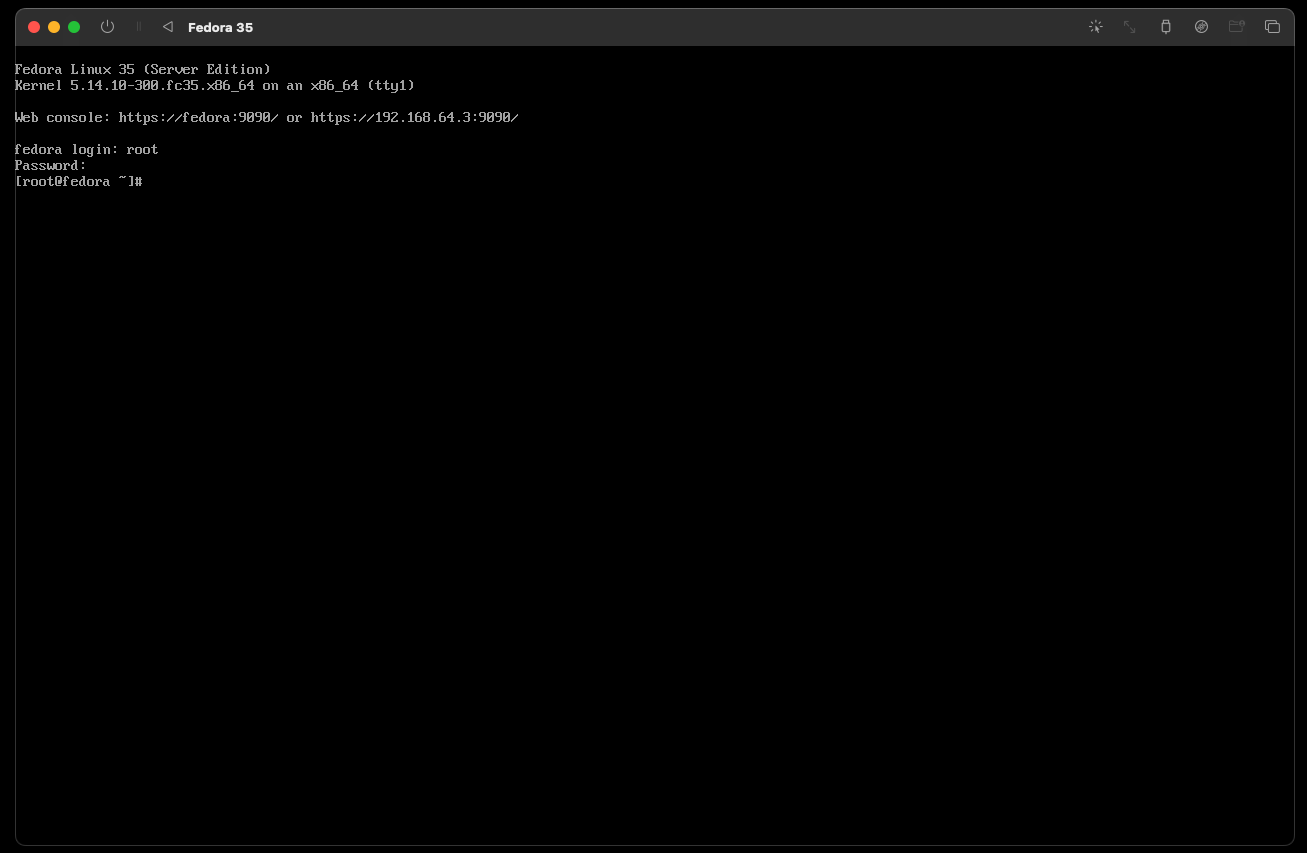 Fedora 35
Fedora Linux 35 (Server Edition)
Kernel 5.14.10-300.fc35.x86_64 on an x86_64 (tty1)
Web console: https://fedora:9090/ or https://192.168.64.3:9090/
fedora login: root
Password:
[root@fedora ~]#